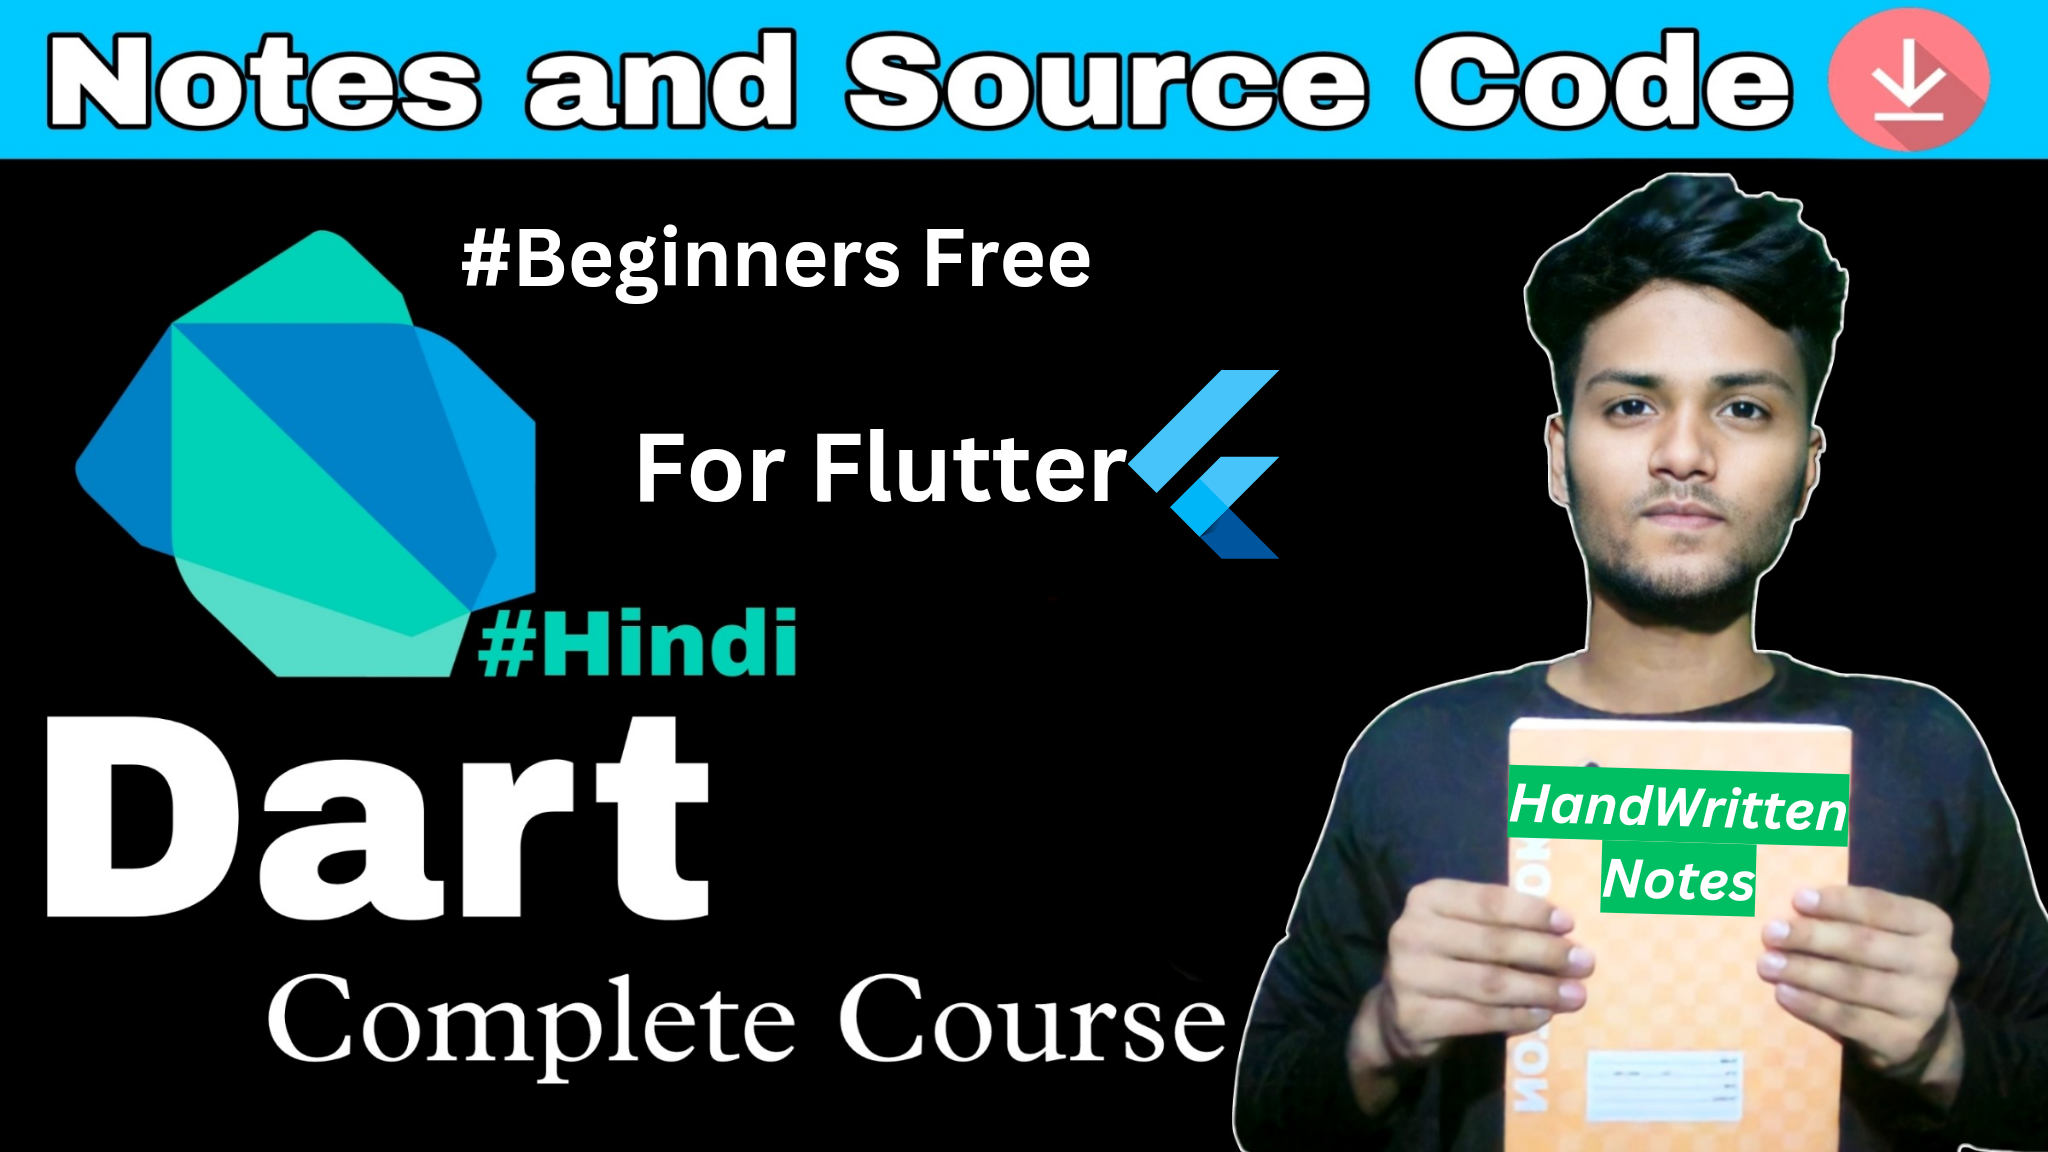 Notes and Source Code
#Beginners Free
For Flutter
#Hindi
Dart
Complete Course
HandWritten
Notes